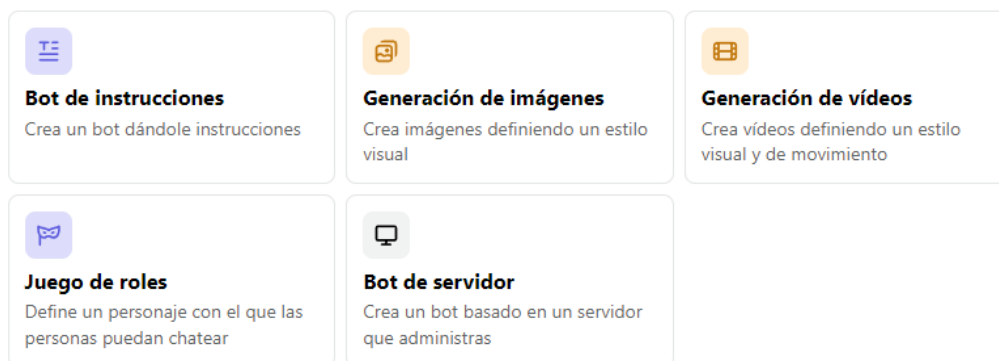 Bot de instrucciones
Crea un bot dándole instrucciones
Generación de imágenes
Crea imágenes definiendo un estilo
visual
Generación de vídeos
Crea vídeos definiendo un estilo
visual y de movimiento
Juego de roles
Define un personaje con el que las
personas puedan chatear
Bot de servidor
Crea un bot basado en un servidor
que administras